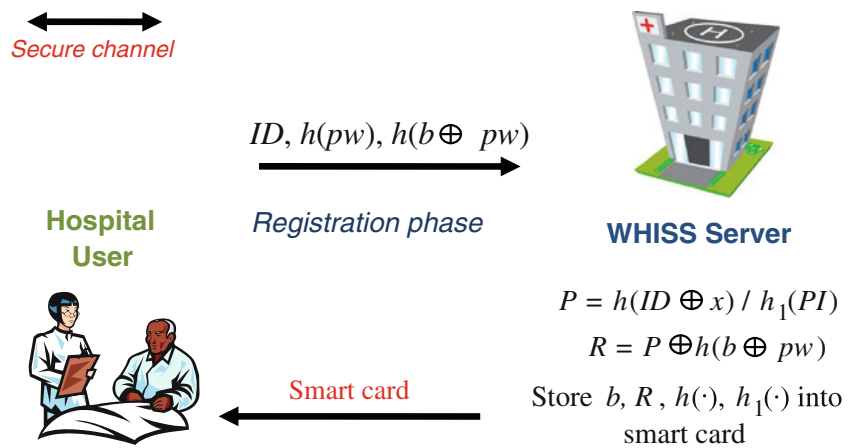 Secure channel
H
ID, h(pw), h(b ⊕ pw)
Registration phase
Hospital
User
WHISS Server
P = h(ID ⊕ x) / h₁(PI)
R = P ⊕ h(b ⊕ pw)
Store b, R, h(·), h₁(·) into
smart card
Smart card